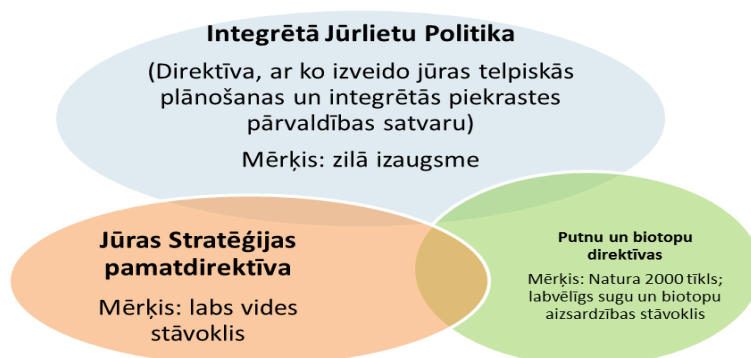 Integrētā Jūrlietu Politika
(Direktīva, ar ko izveido jūras telpiskās
plānošanas un integrētās piekrastes
pārvaldības satvaru)
Mērķis: zilā izaugsme
Jūras Stratēģijas
pamatdirektīva
Mērķis: labs vides
stāvoklis
Putnu un biotopu
direktīvas
Mērķis: Natura 2000 tīkls;
labvēlīgs sugu un biotopu
aizsardzības stāvoklis